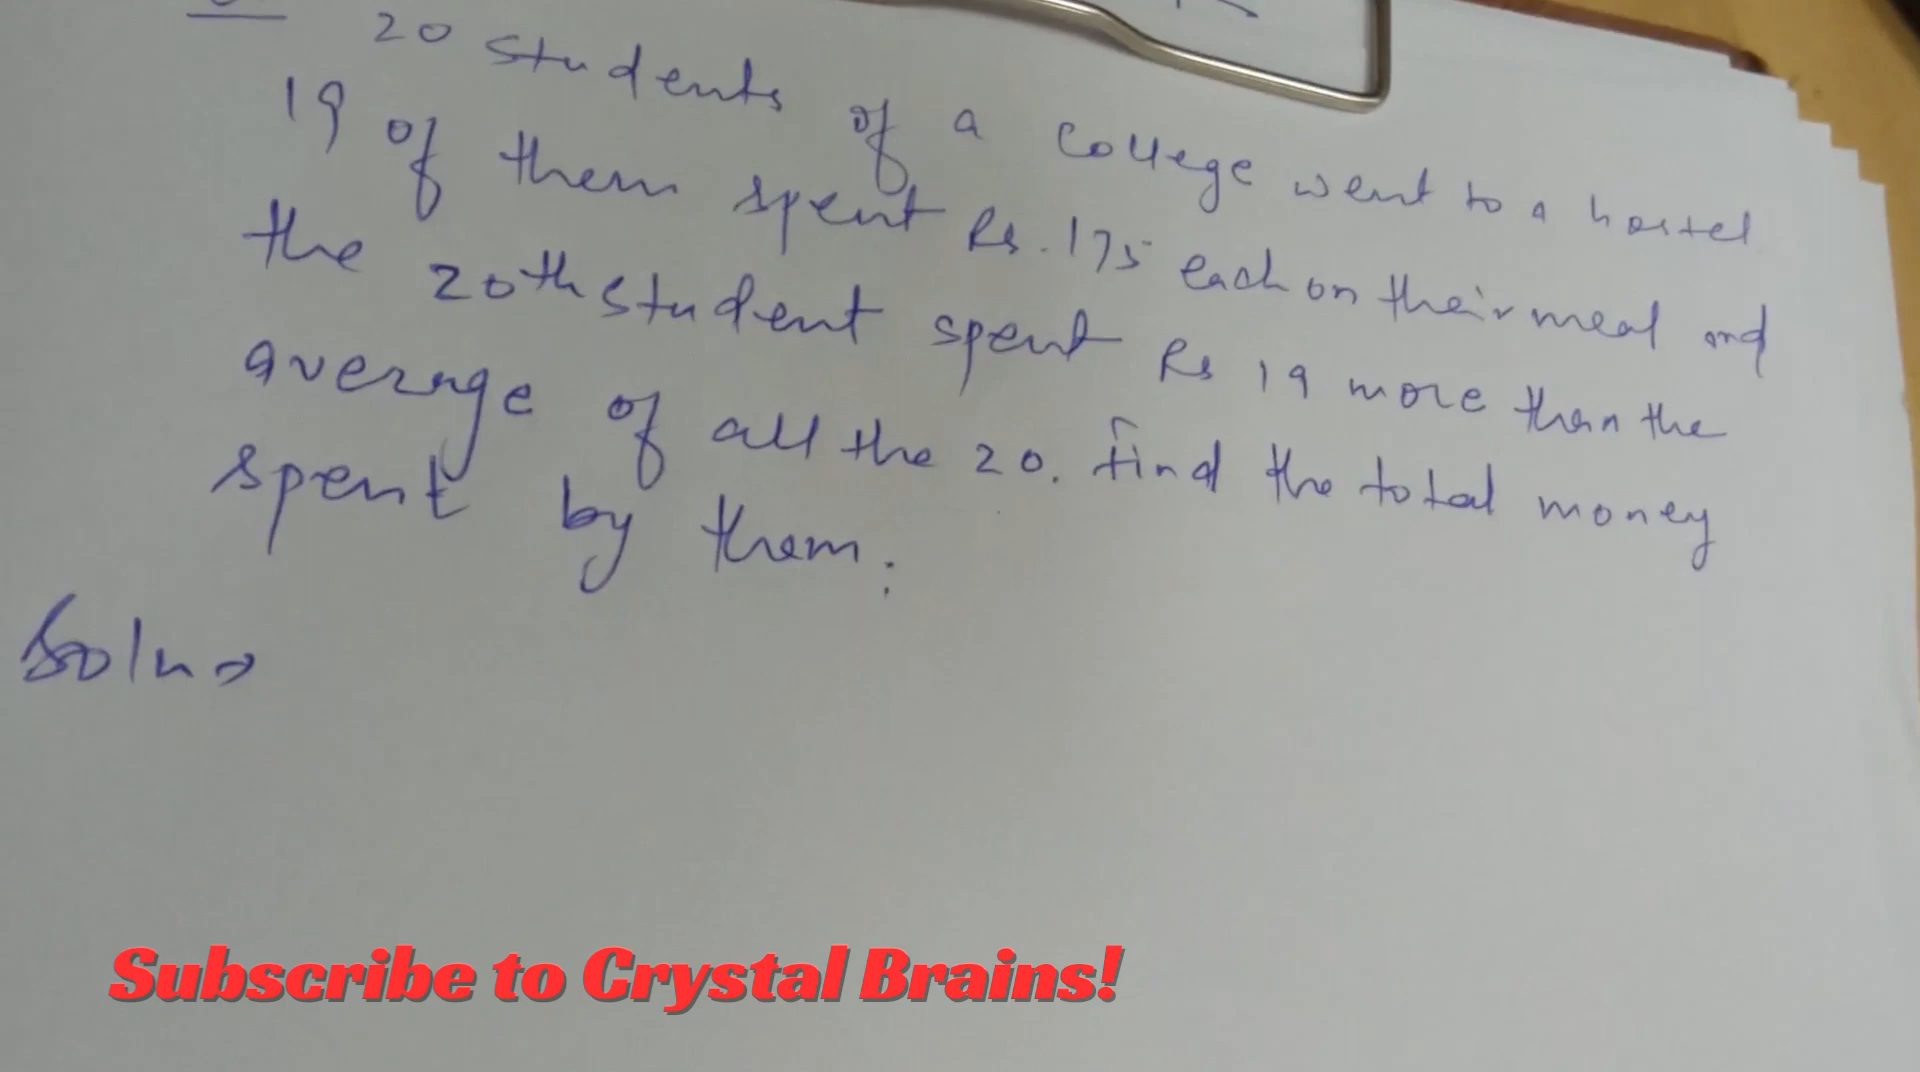 20 students of a college went to a hostel
19 of them spent Rs. 175 each on their meal and
the 20th student spent Rs 19 more than the
average of all the 20. Find the total money
spent by them.
Soln →
Subscribe to Crystal Brains!